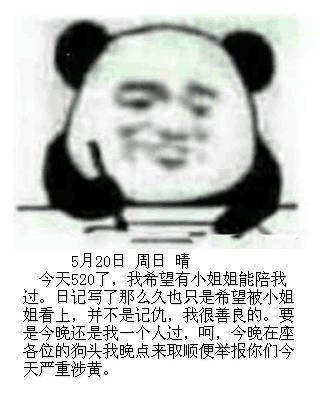 5月20日 周日 晴
今天520了，我希望有小姐姐能陪我
过。日记写了那么久也只是希望被小姐
姐看上，并不是记仇，我很善良的。要
是今晚还是我一个人过，呵，今晚在座
各位的狗头我晚点来取顺便举报你们今
天严重涉黄。